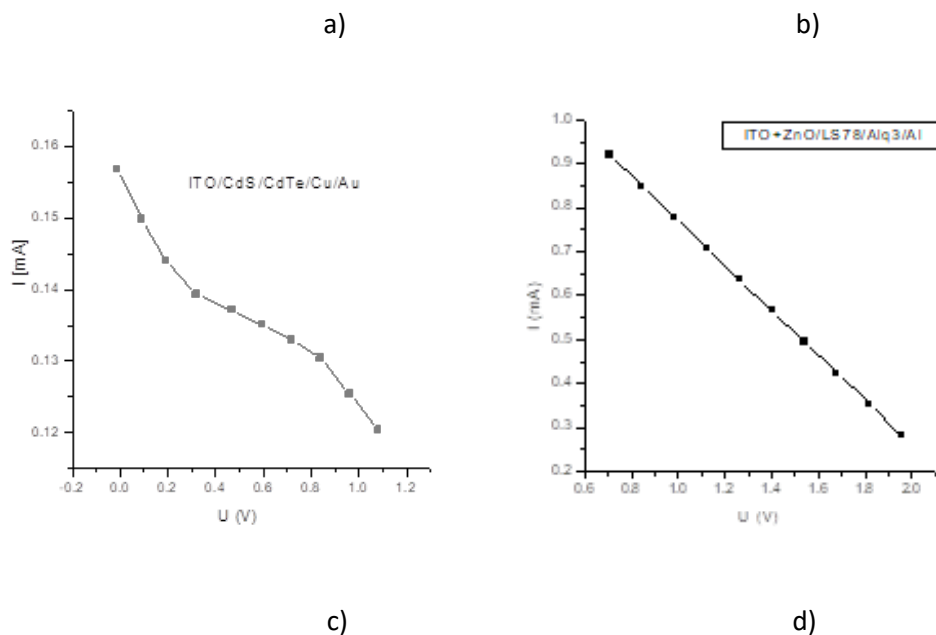 a)
b)
0.16
0.15
0.14
0.13
0.12
I [mA]
ITO/CdS/CdTe/Cu/Au
-0.2 0.0 0.2 0.4 0.6 0.8 1.0 1.2
U (V)
1.0
0.9
0.8
0.7
0.6
0.5
0.4
0.3
0.2
I (mA)
ITO+ZnO/LS78/Alq3/Al
0.6 0.8 1.0 1.2 1.4 1.6 1.8 2.0
U (V)
c)
d)